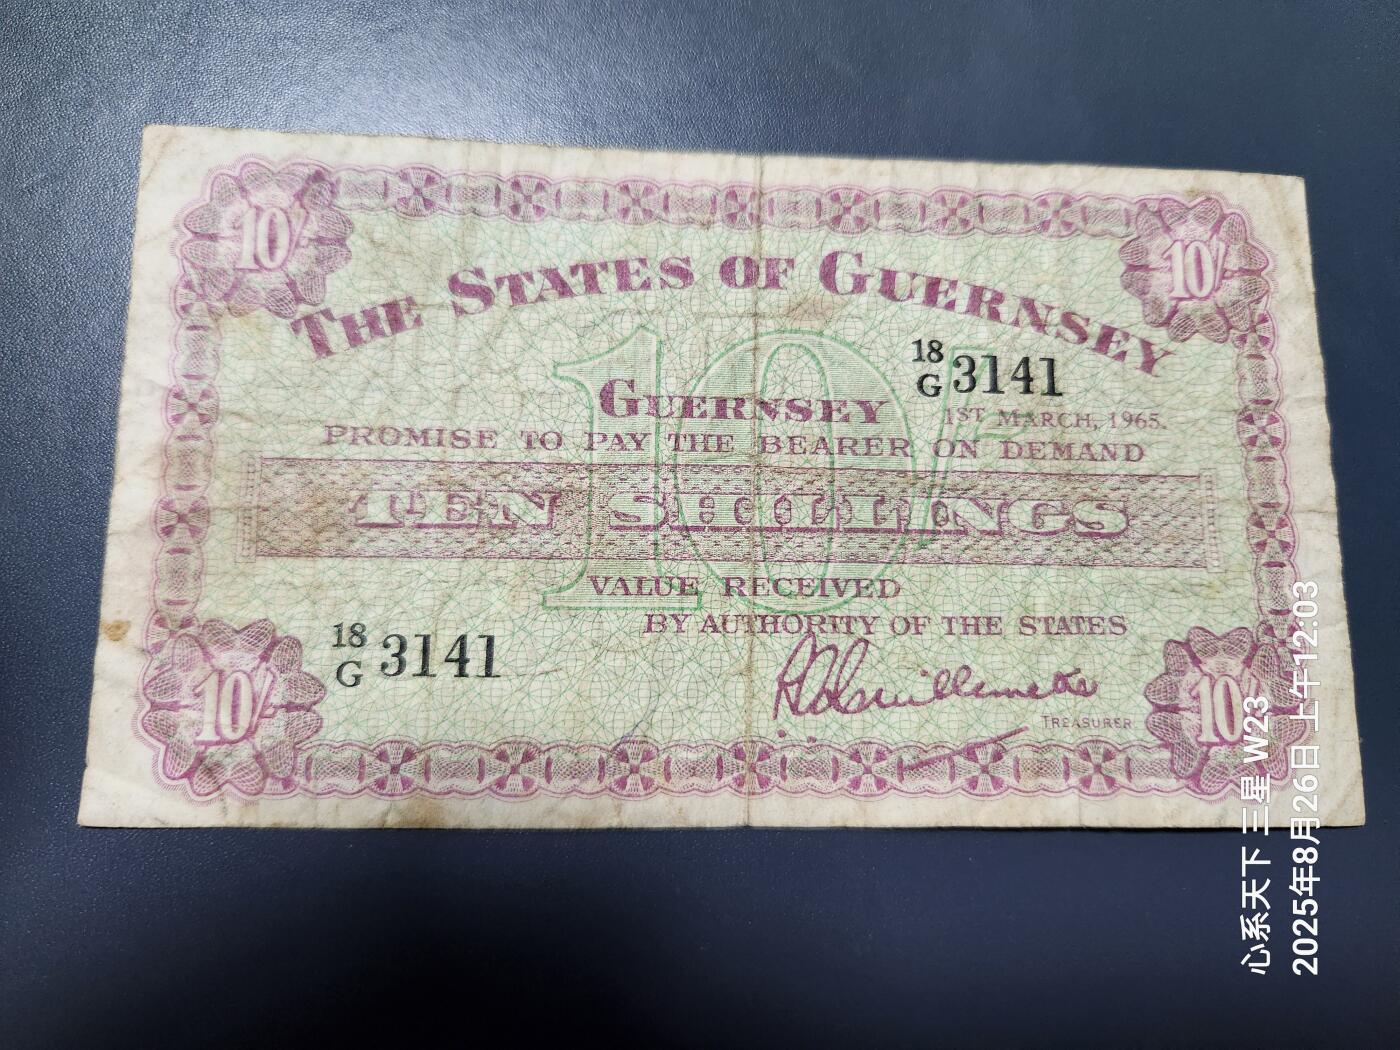 10/
10/
THE STATES OF GUERNSEY
18/G 3141
GUERNSEY
1ST MARCH, 1965.
PROMISE TO PAY THE BEARER ON DEMAND
10/
TEN SHILLINGS
VALUE RECEIVED
BY AUTHORITY OF THE STATES
18/G 3141
TREASURER
10/
10/
心系天下 三星 W23
2025年8月26日 上午12:03